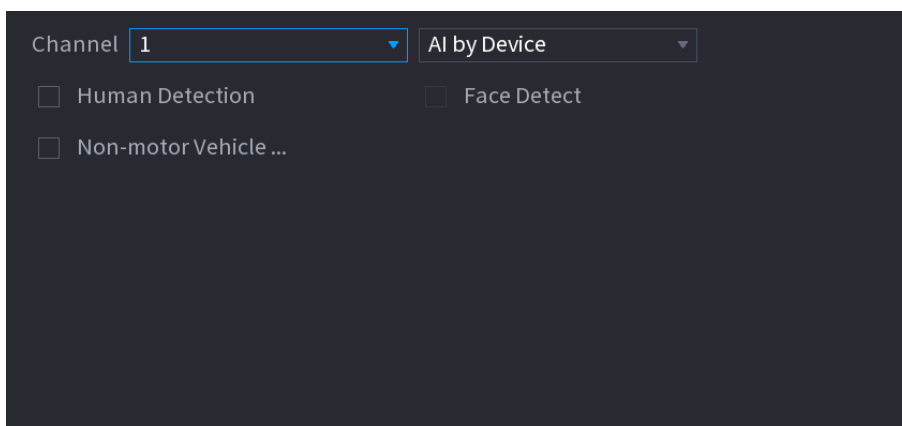 Channel 1 AI by Device
Human Detection Face Detect
Non-motor Vehicle ...